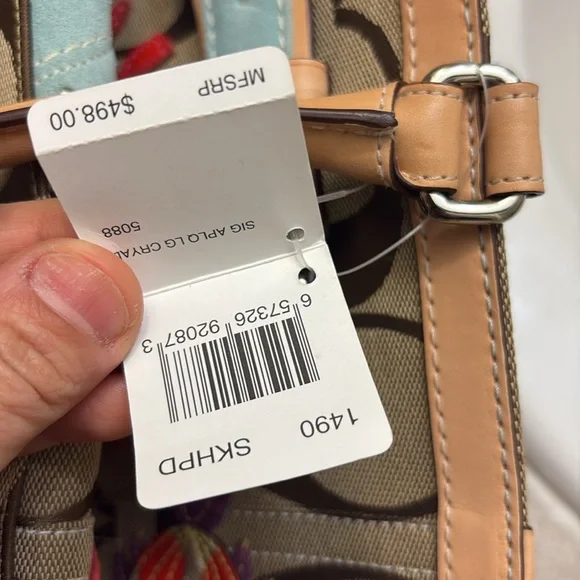 1490 SKHPD
6 57326 92087 3
SIG APLQ LG CRYAL
5088
MFSRP $498.00